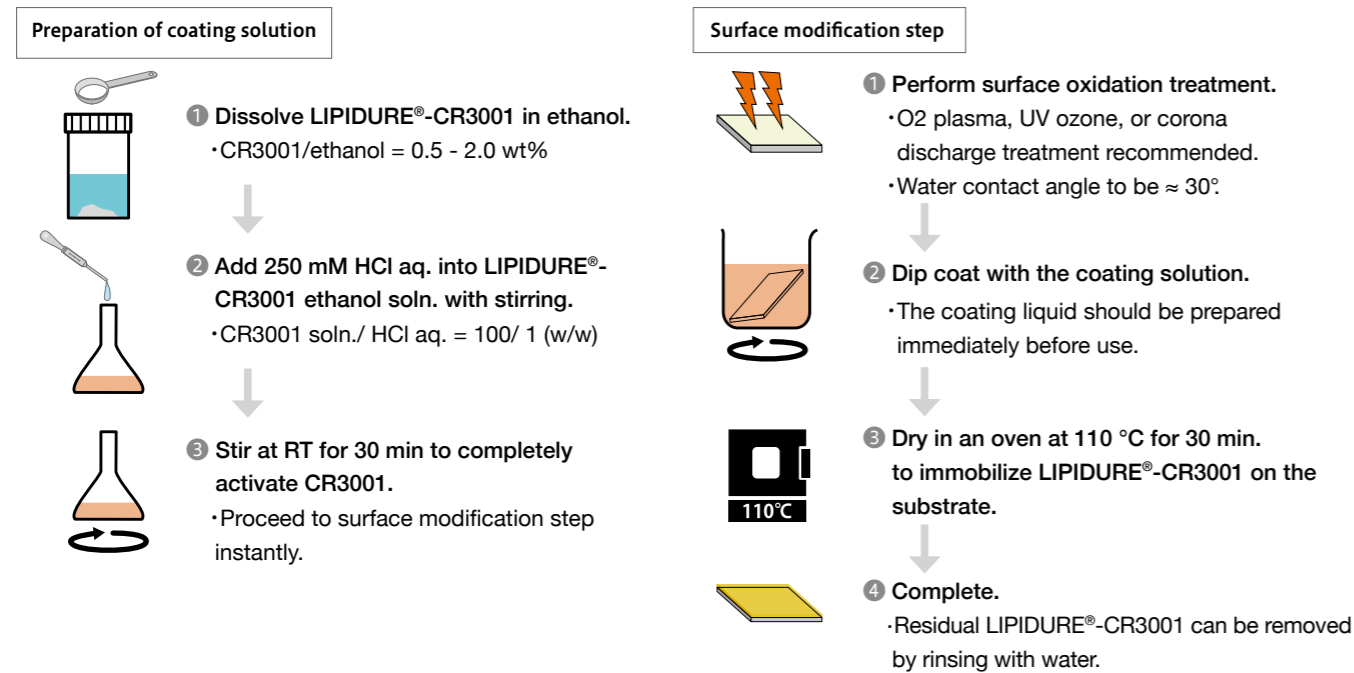 Preparation of coating solution
❶ Dissolve LIPIDURE®-CR3001 in ethanol.
・CR3001/ethanol = 0.5 - 2.0 wt%
❷ Add 250 mM HCl aq. into LIPIDURE®-
CR3001 ethanol soln. with stirring.
・CR3001 soln./ HCl aq. = 100/ 1 (w/w)
❸ Stir at RT for 30 min to completely
activate CR3001.
・Proceed to surface modification step
instantly.
Surface modification step
❶ Perform surface oxidation treatment.
・O2 plasma, UV ozone, or corona
discharge treatment recommended.
・Water contact angle to be ≈ 30°.
❷ Dip coat with the coating solution.
・The coating liquid should be prepared
immediately before use.
❸ Dry in an oven at 110 °C for 30 min.
to immobilize LIPIDURE®-CR3001 on the
substrate.
110℃
❹ Complete.
・Residual LIPIDURE®-CR3001 can be removed
by rinsing with water.